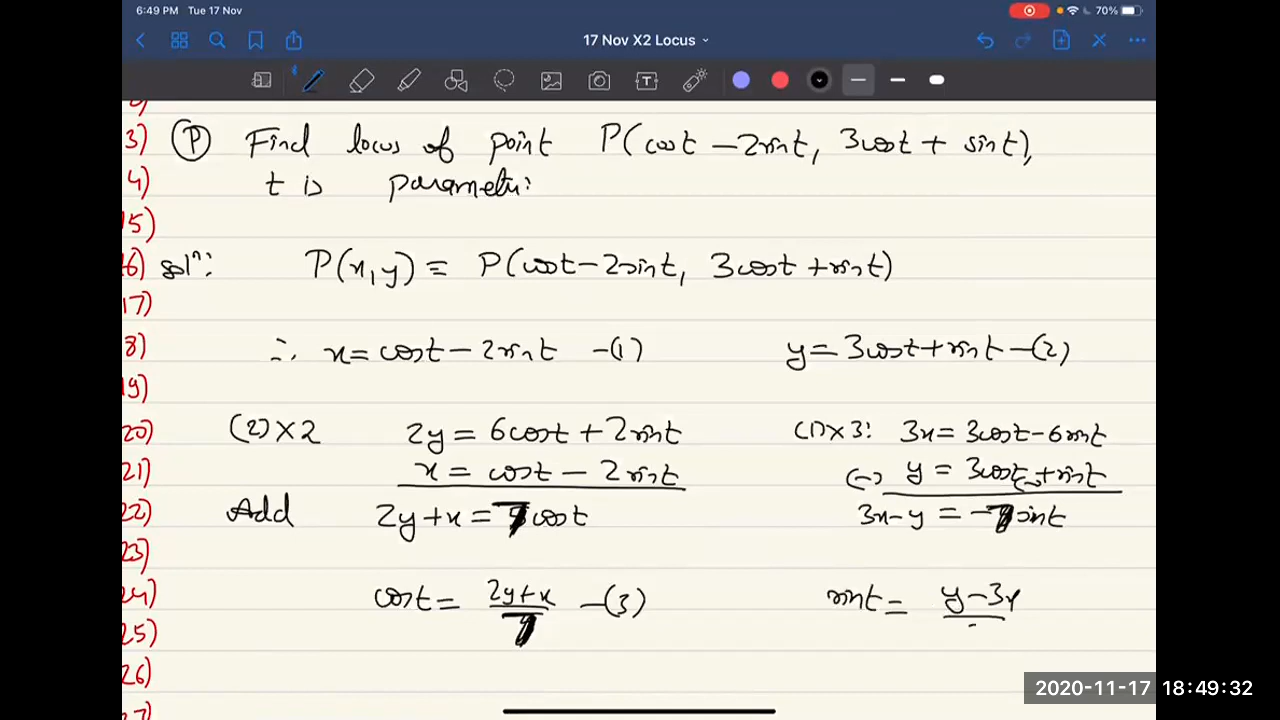 6:49 PM Tue 17 Nov
70%
17 Nov X2 Locus
3) (P) Find locus of point P(cost – 2sint, 3cost + sint),
4) t is parameter.
15)
16) solⁿ: P(x,y) ≡ P(cost – 2sint, 3cost + sint)
17)
18) ∴ x = cost – 2sint –(1) y = 3cost + sint –(2)
19)
20) (2)×2 2y = 6cost + 2sint (1)×3: 3x = 3cost – 6sint
21) x = cost – 2sint (–) y = 3cost (–)+ sint
22) Add 2y + x = 7cost 3x – y = –7sint
23)
24) cost = 2y+x/7 –(3) sint = y – 3x
25)
26)
2020-11-17 18:49:32